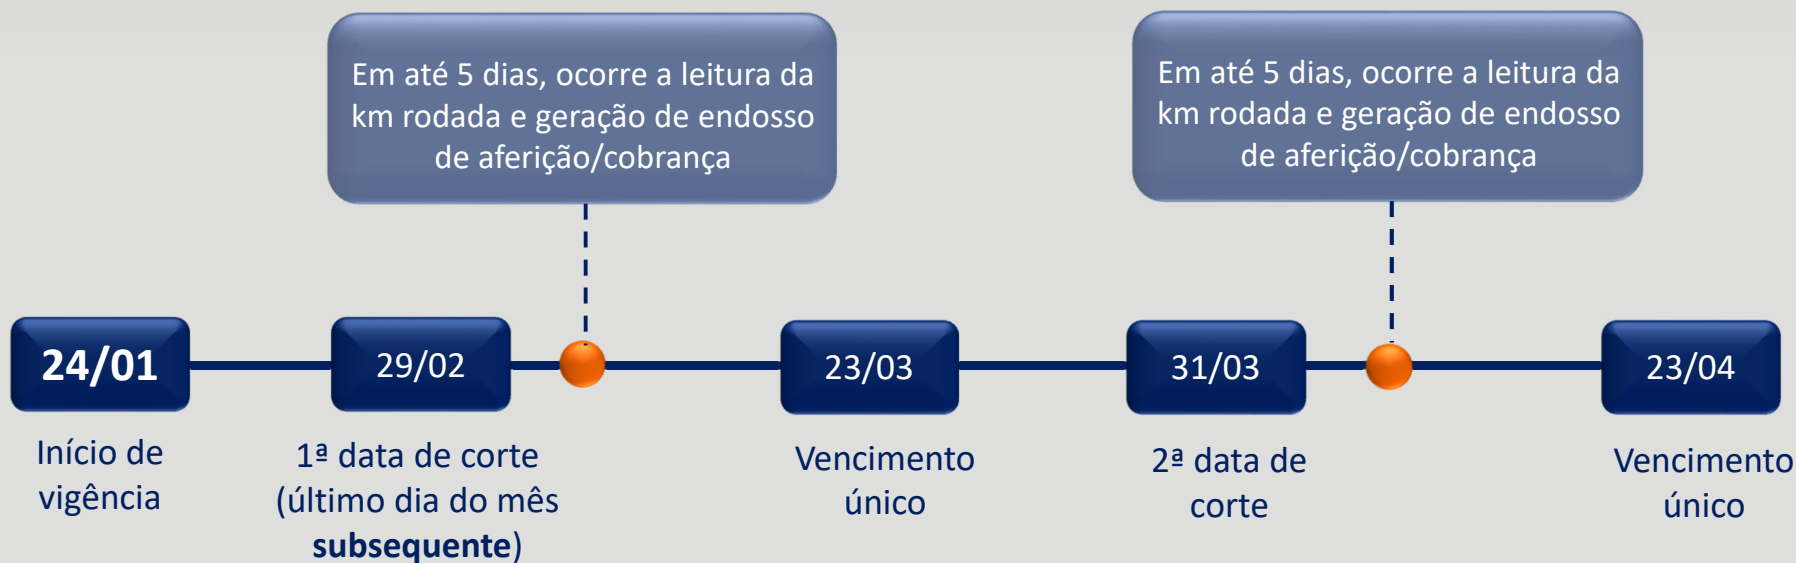 Em até 5 dias, ocorre a leitura da
km rodada e geração de endosso
de aferição/cobrança
Em até 5 dias, ocorre a leitura da
km rodada e geração de endosso
de aferição/cobrança
24/01
29/02
23/03
31/03
23/04
Início de
vigência
1ª data de corte
(último dia do mês
subsequente)
Vencimento
único
2ª data de
corte
Vencimento
único